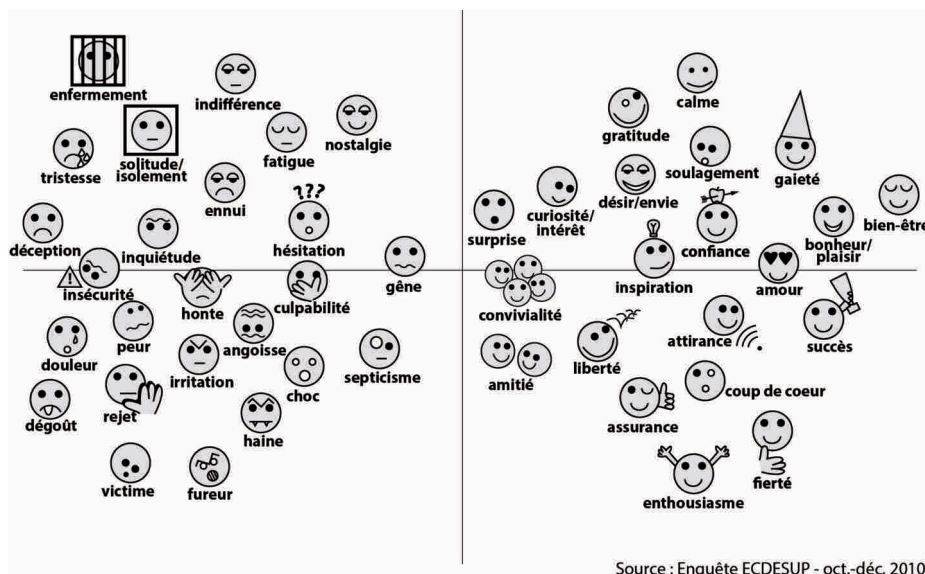 enfermement
indifférence
calme
gratitude
nostalgie
fatigue
solitude/
isolement
tristesse
soulagement
gaieté
ennui
???
désir/envie
curiosité/
intérêt
bien-être
déception
inquiétude
hésitation
surprise
confiance
bonheur/
plaisir
gêne
inspiration
amour
insécurité
honte
culpabilité
convivialité
peur
angoisse
attirance
succès
douleur
irritation
choc
septicisme
amitié
liberté
dégoût
rejet
haine
assurance
coup de coeur
victime
fureur
enthousiasme
fierté
Source : Enquête ECDESUP - oct.-déc. 2010